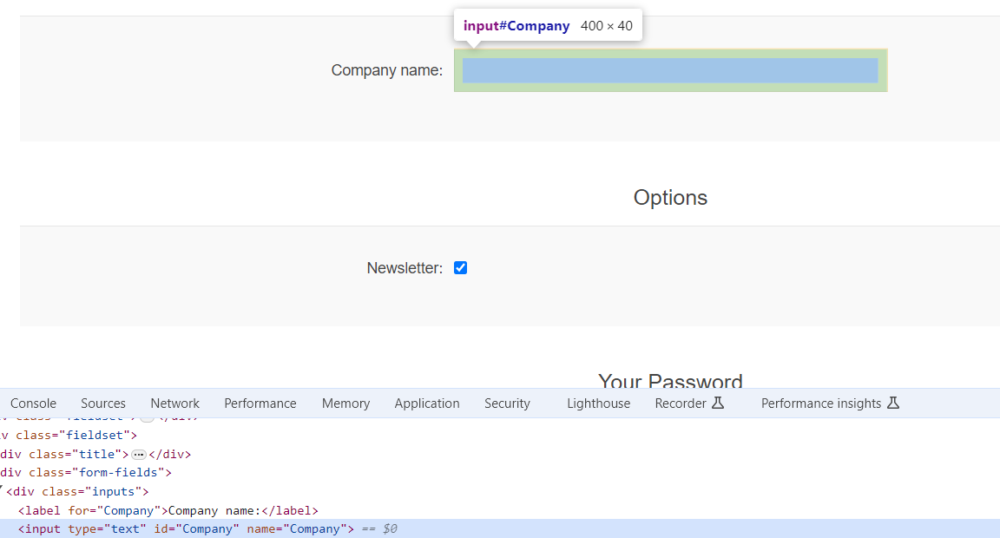 input#Company 400 × 40
Company name:
Options
Newsletter:
Your Password
Console Sources Network Performance Memory Application Security Lighthouse Recorder Performance insights
v class="fieldset">
div class="title"></div>
div class="form-fields">
<div class="inputs">
<label for="Company">Company name:</label>
<input type="text" id="Company" name="Company"> == $0